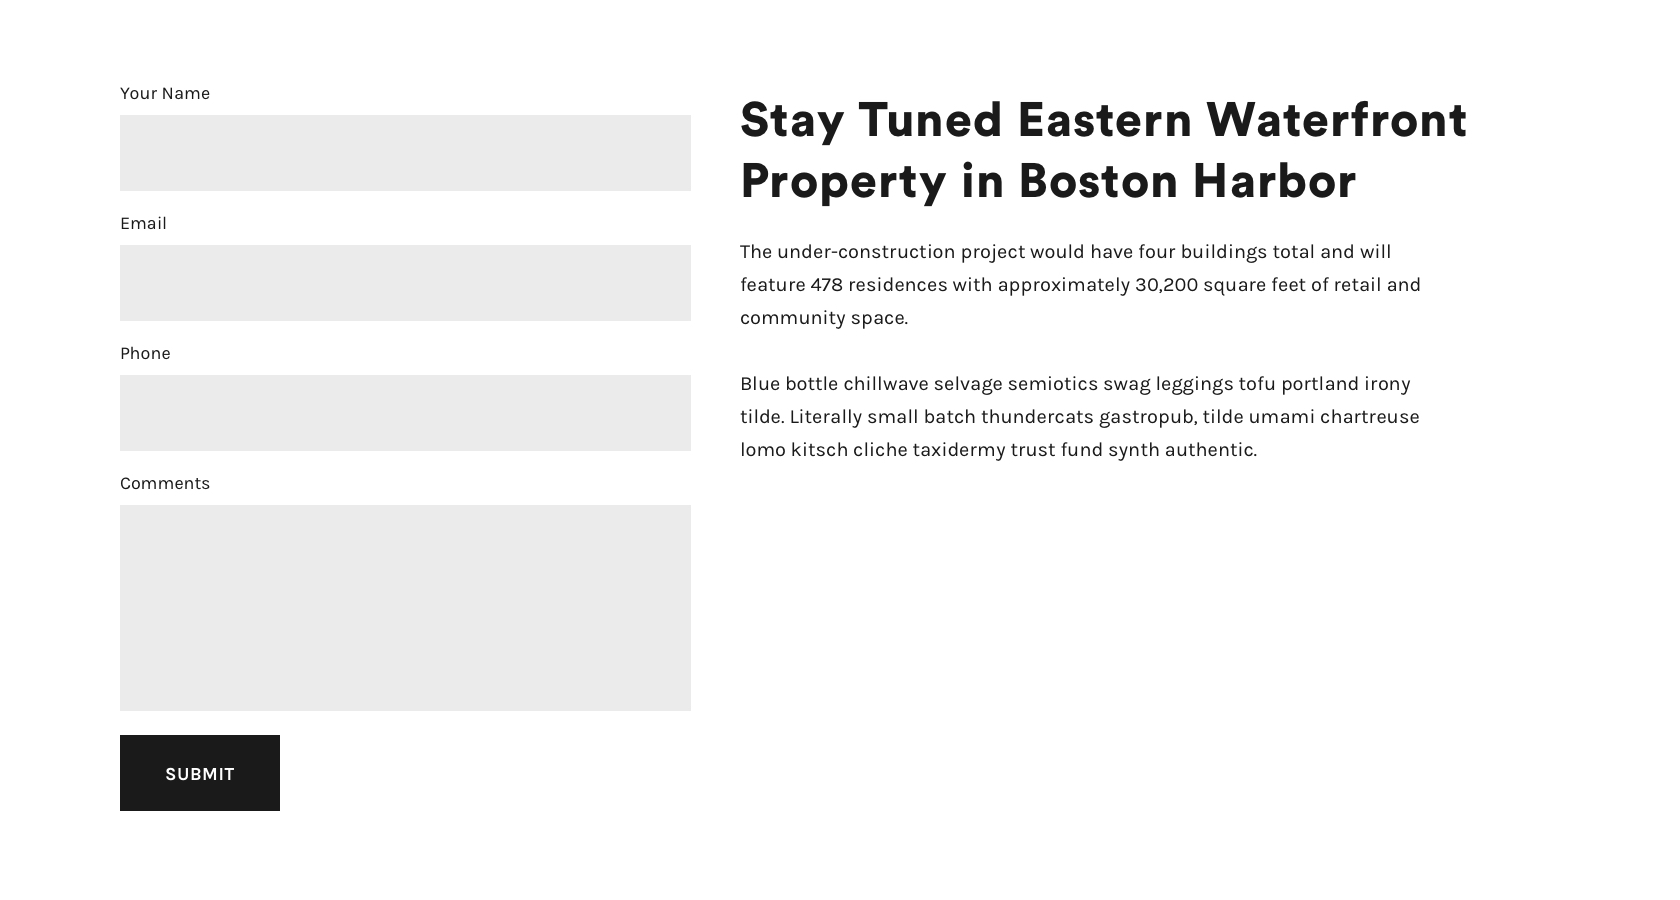 Your Name
Email
Phone
Comments
SUBMIT
Stay Tuned Eastern Waterfront
Property in Boston Harbor
The under-construction project would have four buildings total and will
feature 478 residences with approximately 30,200 square feet of retail and
community space.
Blue bottle chillwave selvage semiotics swag leggings tofu portland irony
tilde. Literally small batch thundercats gastropub, tilde umami chartreuse
lomo kitsch cliche taxidermy trust fund synth authentic.